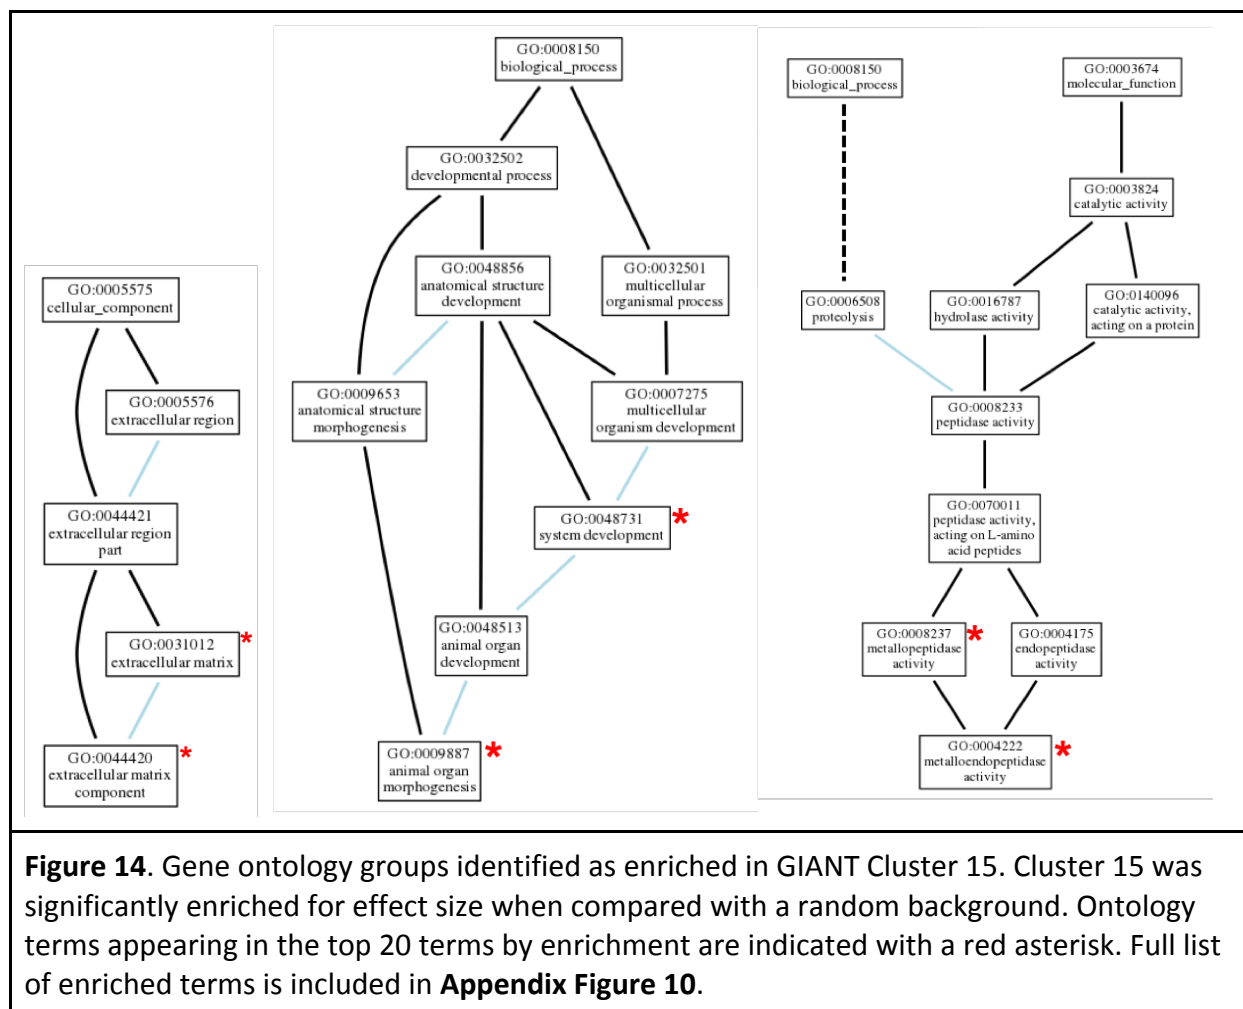 GO:0005575
cellular_component
GO:0005576
extracellular region
GO:0044421
extracellular region
part
GO:0031012
extracellular matrix
*
GO:0044420
extracellular matrix
component
*
GO:0008150
biological_process
GO:0032502
developmental process
GO:0048856
anatomical structure
development
GO:0032501
multicellular
organismal process
GO:0009653
anatomical structure
morphogenesis
GO:0007275
multicellular
organism development
GO:0048731
system development
*
GO:0048513
animal organ
development
GO:0009887
animal organ
morphogenesis
*
GO:0008150
biological_process
GO:0003674
molecular_function
GO:0003824
catalytic activity
GO:0006508
proteolysis
GO:0016787
hydrolase activity
GO:0140096
catalytic activity,
acting on a protein
GO:0008233
peptidase activity
GO:0070011
peptidase activity,
acting on L-amino
acid peptides
GO:0008237
metallopeptidase
activity
*
GO:0004175
endopeptidase
activity
GO:0004222
metalloendopeptidase
activity
*
Figure 14. Gene ontology groups identified as enriched in GIANT Cluster 15. Cluster 15 was
significantly enriched for effect size when compared with a random background. Ontology
terms appearing in the top 20 terms by enrichment are indicated with a red asterisk. Full list
of enriched terms is included in Appendix Figure 10.